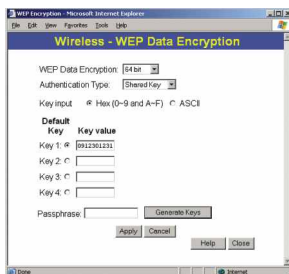 WEP Encryption - Microsoft Internet Explorer
File Edit View Favorites Tools Help
Wireless - WEP Data Encryption
WEP Data Encryption: 64 bit
Authentication Type: Shared Key
Key input Hex (0~9 and A~F) ASCII
Default
Key Key value
Key 1: 0912301231
Key 2:
Key 3:
Key 4:
Passphrase: Generate Keys
Apply Cancel
Help Close
Done Internet